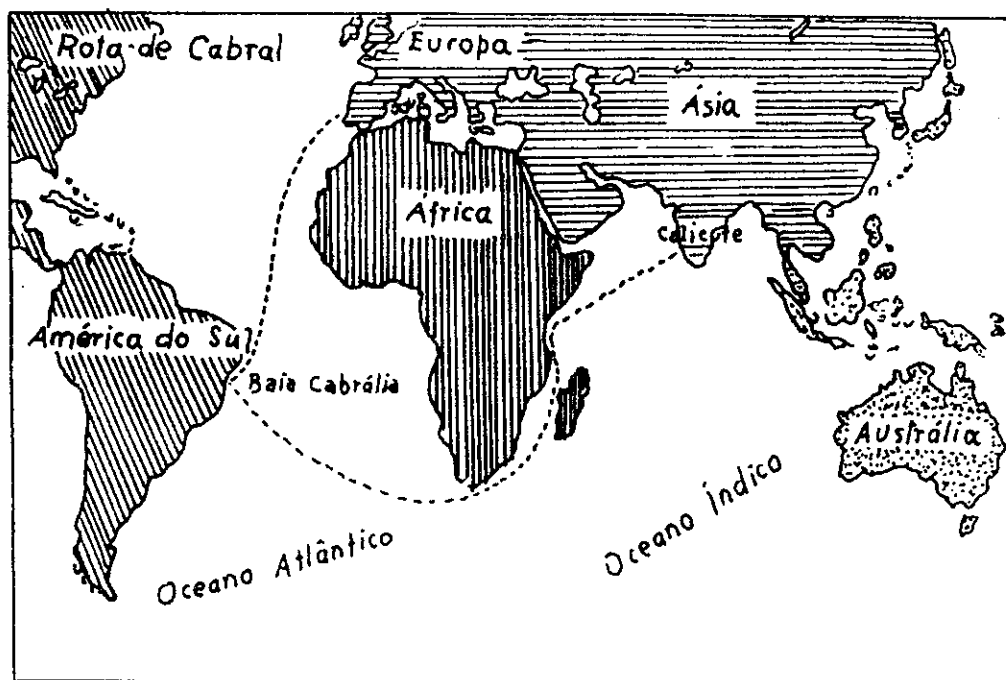 Rota de Cabral
Europa
Ásia
África
Calicute
América do Sul
Baía Cabrália
Austrália
Oceano Índico
Oceano Atlântico